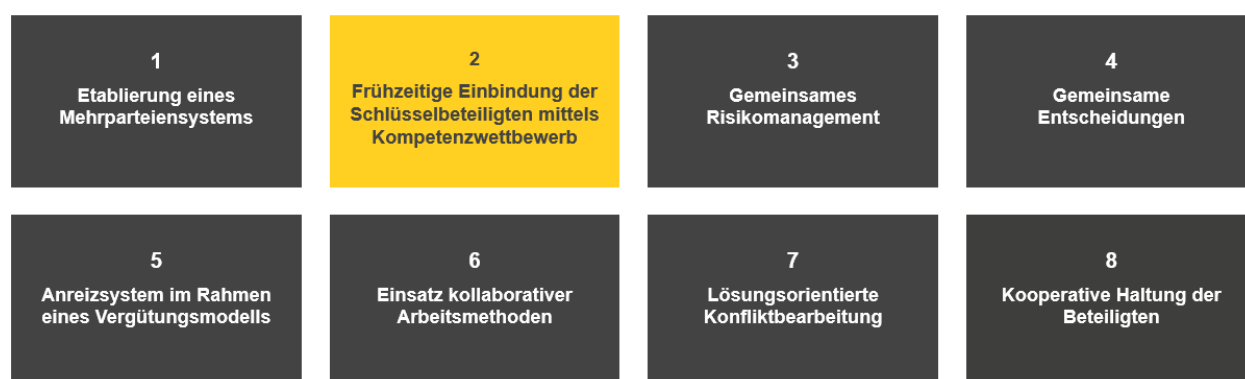 1
Etablierung eines
Mehrparteiensystems
2
Frühzeitige Einbindung der
Schlüsselbeteiligten mittels
Kompetenzwettbewerb
3
Gemeinsames
Risikomanagement
4
Gemeinsame
Entscheidungen
5
Anreizsystem im Rahmen
eines Vergütungsmodells
6
Einsatz kollaborativer
Arbeitsmethoden
7
Lösungsorientierte
Konfliktbearbeitung
8
Kooperative Haltung der
Beteiligten